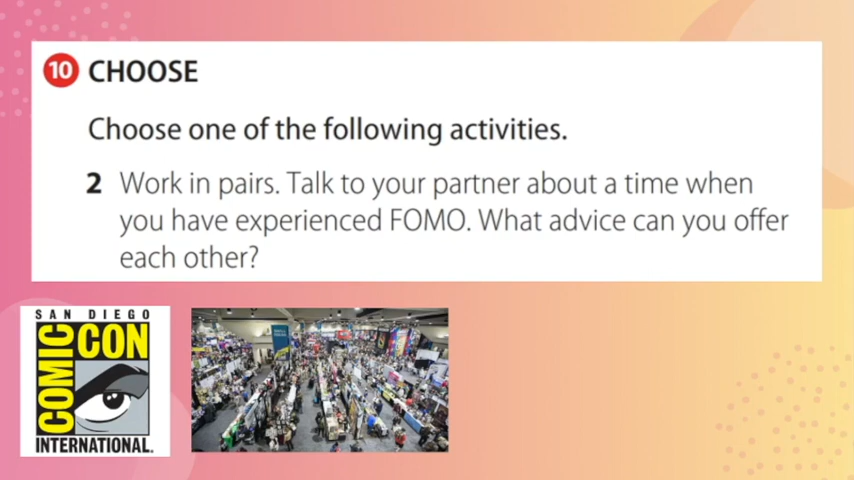 10 CHOOSE
Choose one of the following activities.
2 Work in pairs. Talk to your partner about a time when
you have experienced FOMO. What advice can you offer
each other?
SAN DIEGO
COMIC CON
INTERNATIONAL.